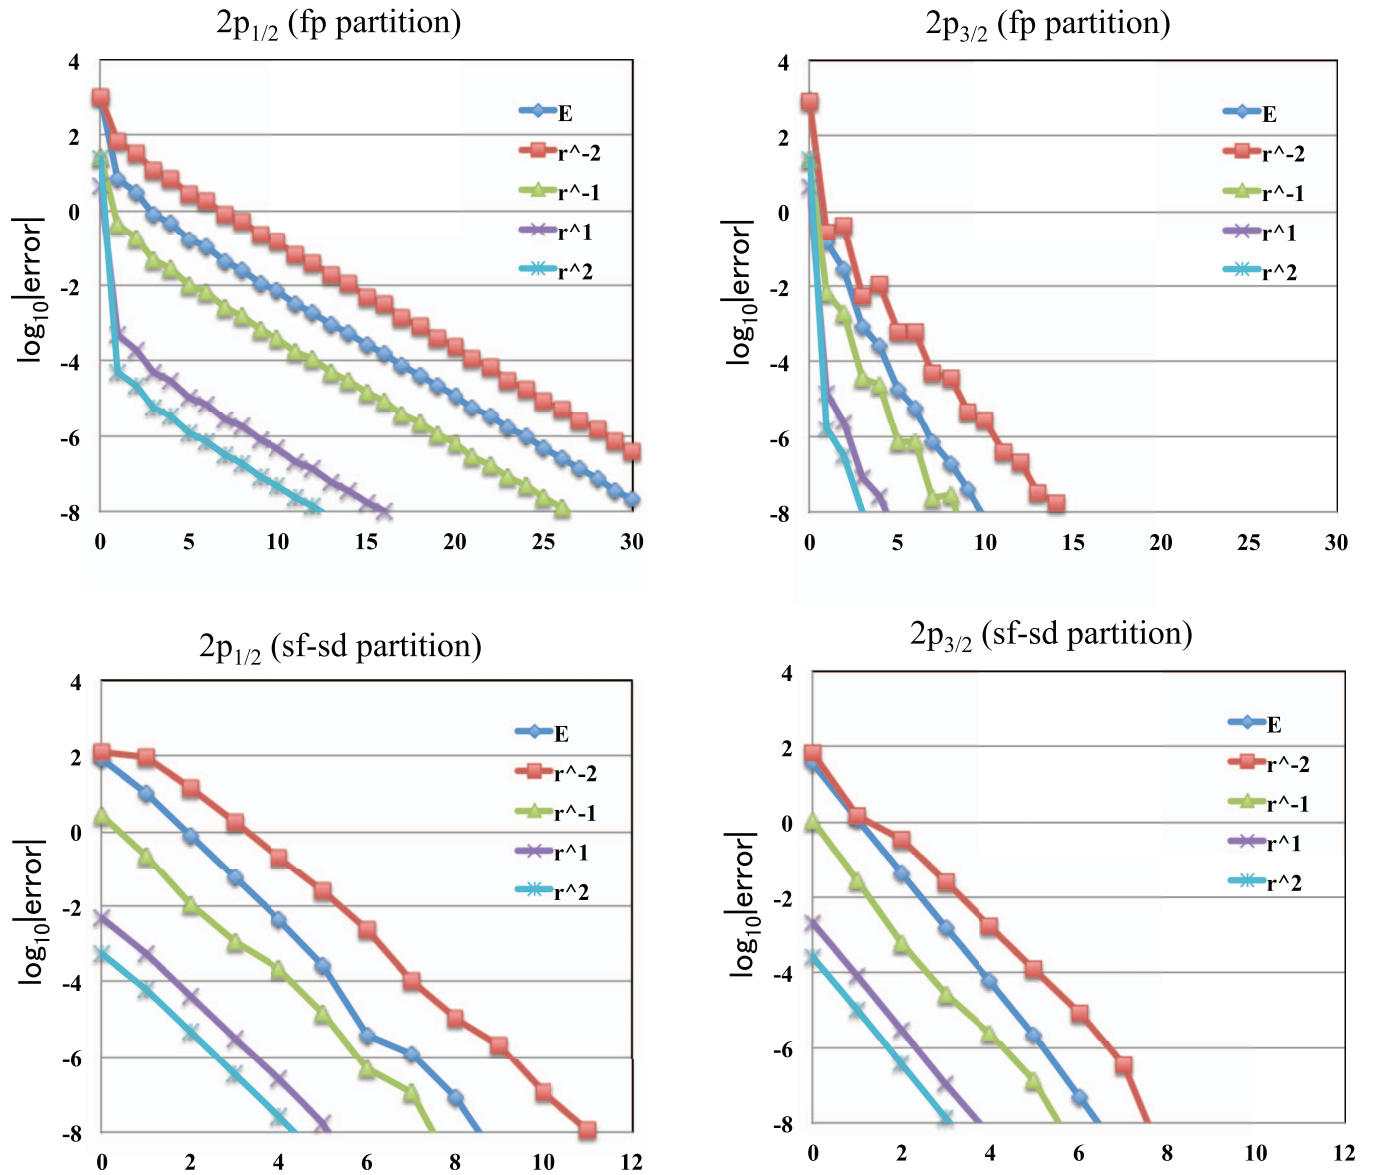 2p1/2 (fp partition)
4
2
0
-2
-4
-6
-8
log10|error|
E
r^-2
r^-1
r^1
r^2
0 5 10 15 20 25 30
2p3/2 (fp partition)
4
2
0
-2
-4
-6
-8
log10|error|
E
r^-2
r^-1
r^1
r^2
0 5 10 15 20 25 30
2p1/2 (sf-sd partition)
4
2
0
-2
-4
-6
-8
log10|error|
E
r^-2
r^-1
r^1
r^2
0 2 4 6 8 10 12
2p3/2 (sf-sd partition)
4
2
0
-2
-4
-6
-8
log10|error|
E
r^-2
r^-1
r^1
r^2
0 2 4 6 8 10 12